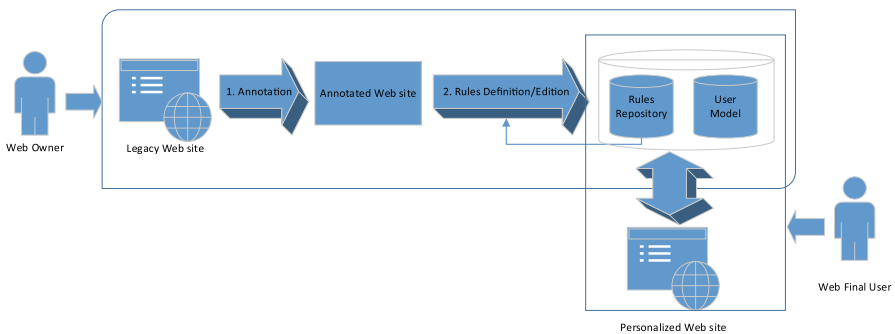 Web Owner
Legacy Web site
1. Annotation
Annotated Web site
2. Rules Definition/Edition
Rules
Repository
User
Model
Personalized Web site
Web Final User